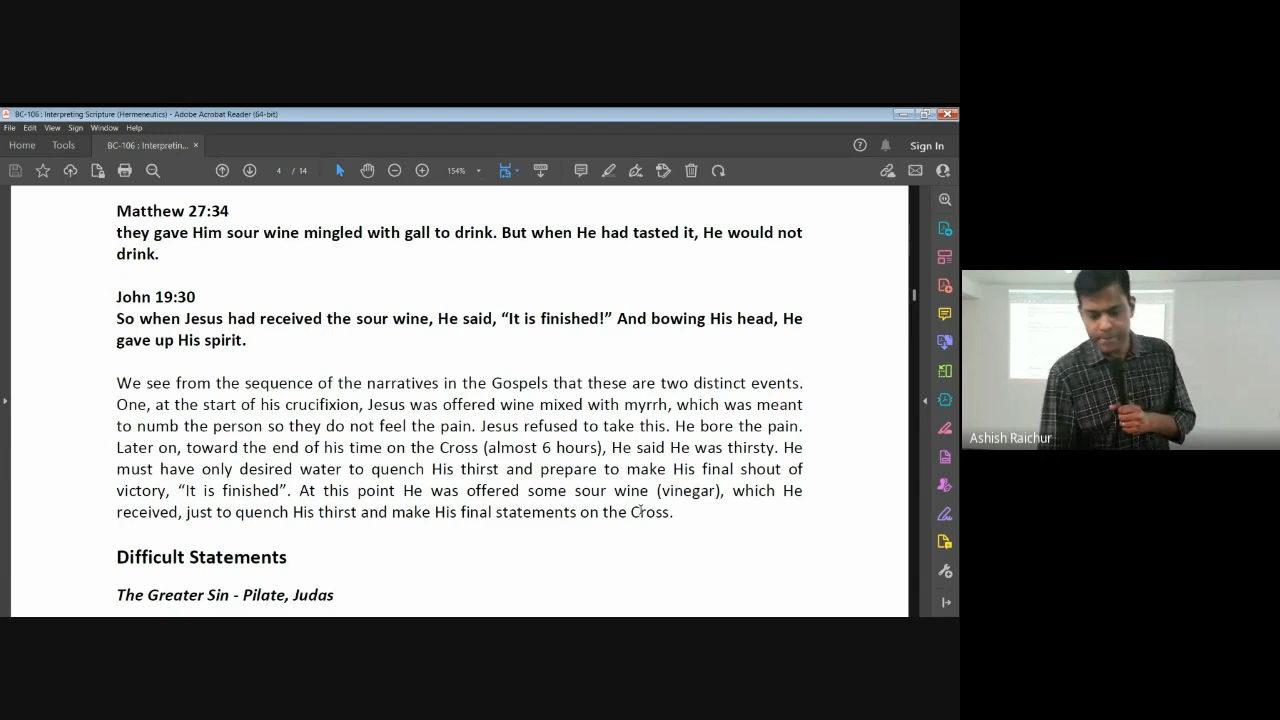 BC-106 : Interpreting Scripture (Hermeneutics) - Adobe Acrobat Reader (64-bit)
File Edit View Sign Window Help
Home Tools BC-106 : Interpretin... × Sign In
4 / 14 154%
Matthew 27:34
they gave Him sour wine mingled with gall to drink. But when He had tasted it, He would not
drink.
John 19:30
So when Jesus had received the sour wine, He said, “It is finished!” And bowing His head, He
gave up His spirit.
We see from the sequence of the narratives in the Gospels that these are two distinct events.
One, at the start of his crucifixion, Jesus was offered wine mixed with myrrh, which was meant
to numb the person so they do not feel the pain. Jesus refused to take this. He bore the pain.
Later on, toward the end of his time on the Cross (almost 6 hours), He said He was thirsty. He
must have only desired water to quench His thirst and prepare to make His final shout of
victory, “It is finished”. At this point He was offered some sour wine (vinegar), which He
received, just to quench His thirst and make His final statements on the Cross.
Difficult Statements
The Greater Sin - Pilate, Judas
Ashish Raichur